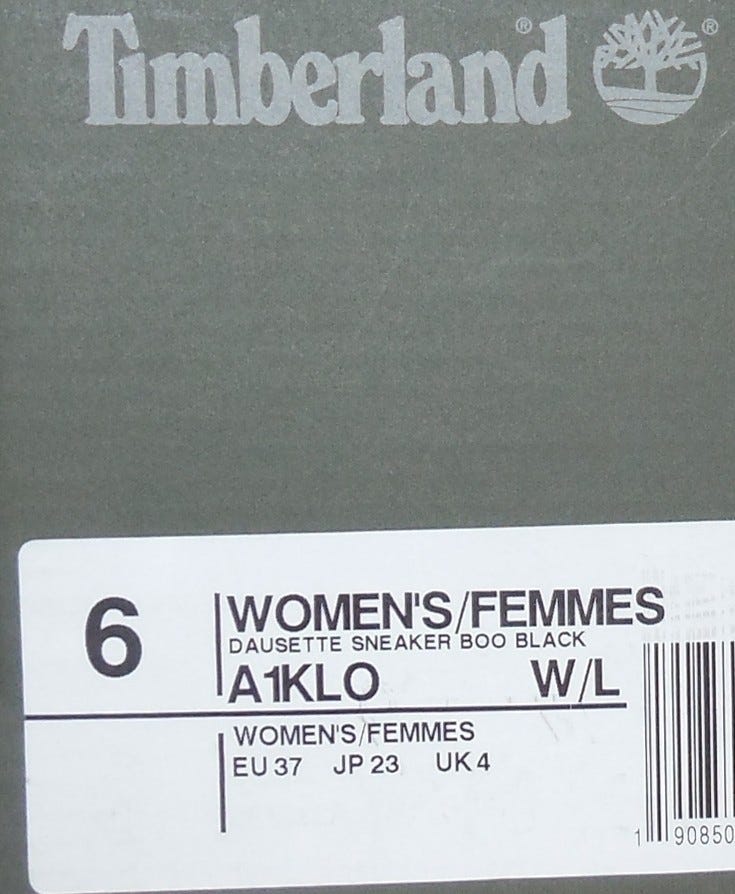 Timberland® ®
6
WOMEN'S/FEMMES
DAUSETTE SNEAKER BOO BLACK
A1KLO W/L
WOMEN'S/FEMMES
EU 37 JP 23 UK 4
1 90850